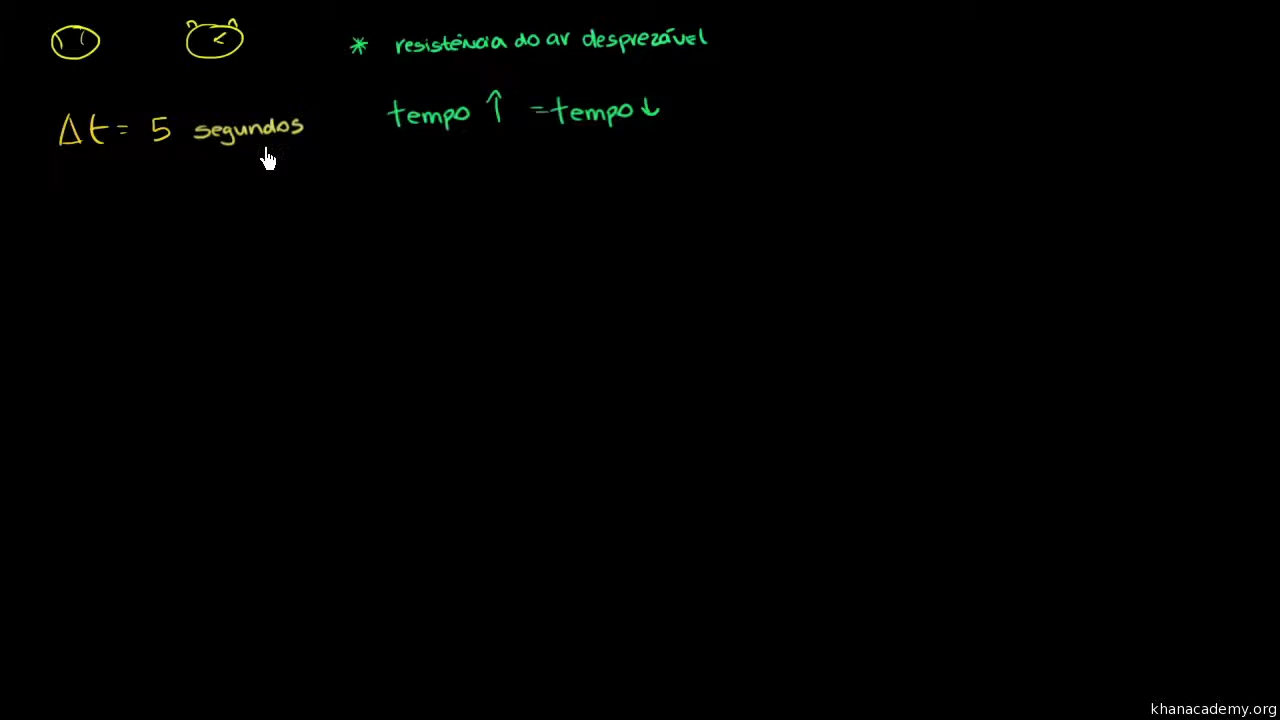 * resistência do ar desprezável
tempo ↑ = tempo ↓
Δt = 5 segundos
khanacademy.org